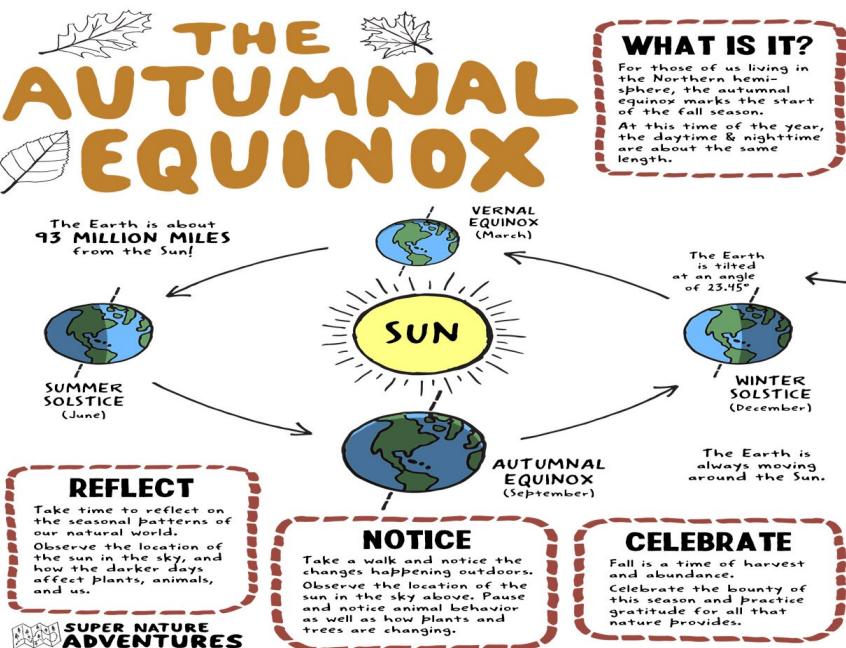 THE
AUTUMNAL
EQUINOX
WHAT IS IT?
For those of us living in
the Northern hemi-
sphere, the autumnal
equinox marks the start
of the fall season.
At this time of the year,
the daytime & nighttime
are about the same
length.
The Earth is about
93 MILLION MILES
from the Sun!
VERNAL
EQUINOX
(March)
The Earth
is tilted
at an angle
of 23.45°
SUN
SUMMER
SOLSTICE
(June)
WINTER
SOLSTICE
(December)
AUTUMNAL
EQUINOX
(September)
The Earth is
always moving
around the Sun.
REFLECT
Take time to reflect on
the seasonal patterns of
our natural world.
Observe the location of
the sun in the sky, and
how the darker days
affect plants, animals,
and us.
NOTICE
Take a walk and notice the
changes happening outdoors.
Observe the location of the
sun in the sky above. Pause
and notice animal behavior
as well as how plants and
trees are changing.
CELEBRATE
Fall is a time of harvest
and abundance.
Celebrate the bounty of
this season and practice
gratitude for all that
nature provides.
SUPER NATURE
ADVENTURES